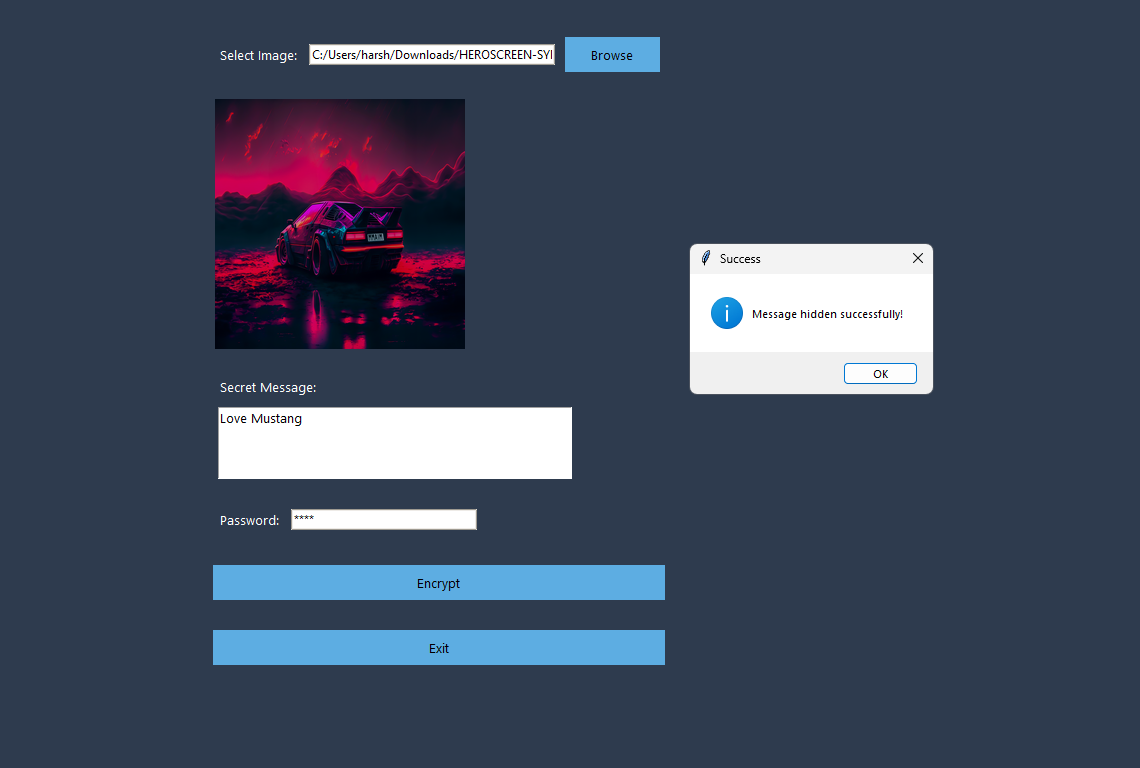 Select Image: C:/Users/harsh/Downloads/HEROSCREEN-SYI Browse
Success
Message hidden successfully!
OK
Secret Message:
Love Mustang
Password: ****
Encrypt
Exit